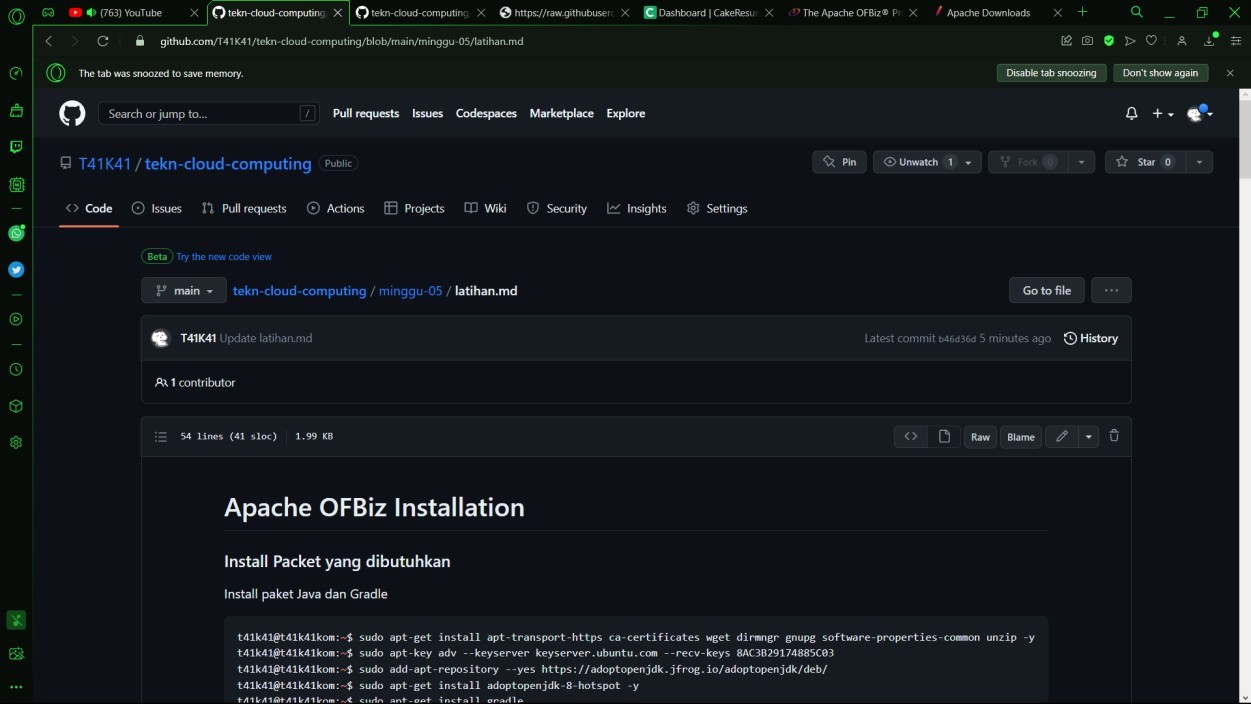 (763) YouTube
tekn-cloud-computing
tekn-cloud-computing
https://raw.githubuserc
Dashboard | CakeResu
The Apache OFBiz® Pr
Apache Downloads
github.com/T41K41/tekn-cloud-computing/blob/main/minggu-05/latihan.md
The tab was snoozed to save memory.
Disable tab snoozing
Don't show again
Search or jump to...
/
Pull requests
Issues
Codespaces
Marketplace
Explore
T41K41 / tekn-cloud-computing Public
Pin
Unwatch 1
Fork 0
Star 0
Code
Issues
Pull requests
Actions
Projects
Wiki
Security
Insights
Settings
Beta Try the new code view
main
tekn-cloud-computing / minggu-05 / latihan.md
Go to file
T41K41 Update latihan.md
Latest commit b46d36d 5 minutes ago
History
1 contributor
54 lines (41 sloc) 1.99 KB
Raw
Blame
Apache OFBiz Installation
Install Packet yang dibutuhkan
Install paket Java dan Gradle
t41k41@t41k41kom:~$ sudo apt-get install apt-transport-https ca-certificates wget dirmngr gnupg software-properties-common unzip -y
t41k41@t41k41kom:~$ sudo apt-key adv --keyserver keyserver.ubuntu.com --recv-keys 8AC3B29174885C03
t41k41@t41k41kom:~$ sudo add-apt-repository --yes https://adoptopenjdk.jfrog.io/adoptopenjdk/deb/
t41k41@t41k41kom:~$ sudo apt-get install adoptopenjdk-8-hotspot -y
t41k41@t41k41kom:~$ sudo apt-get install gradle